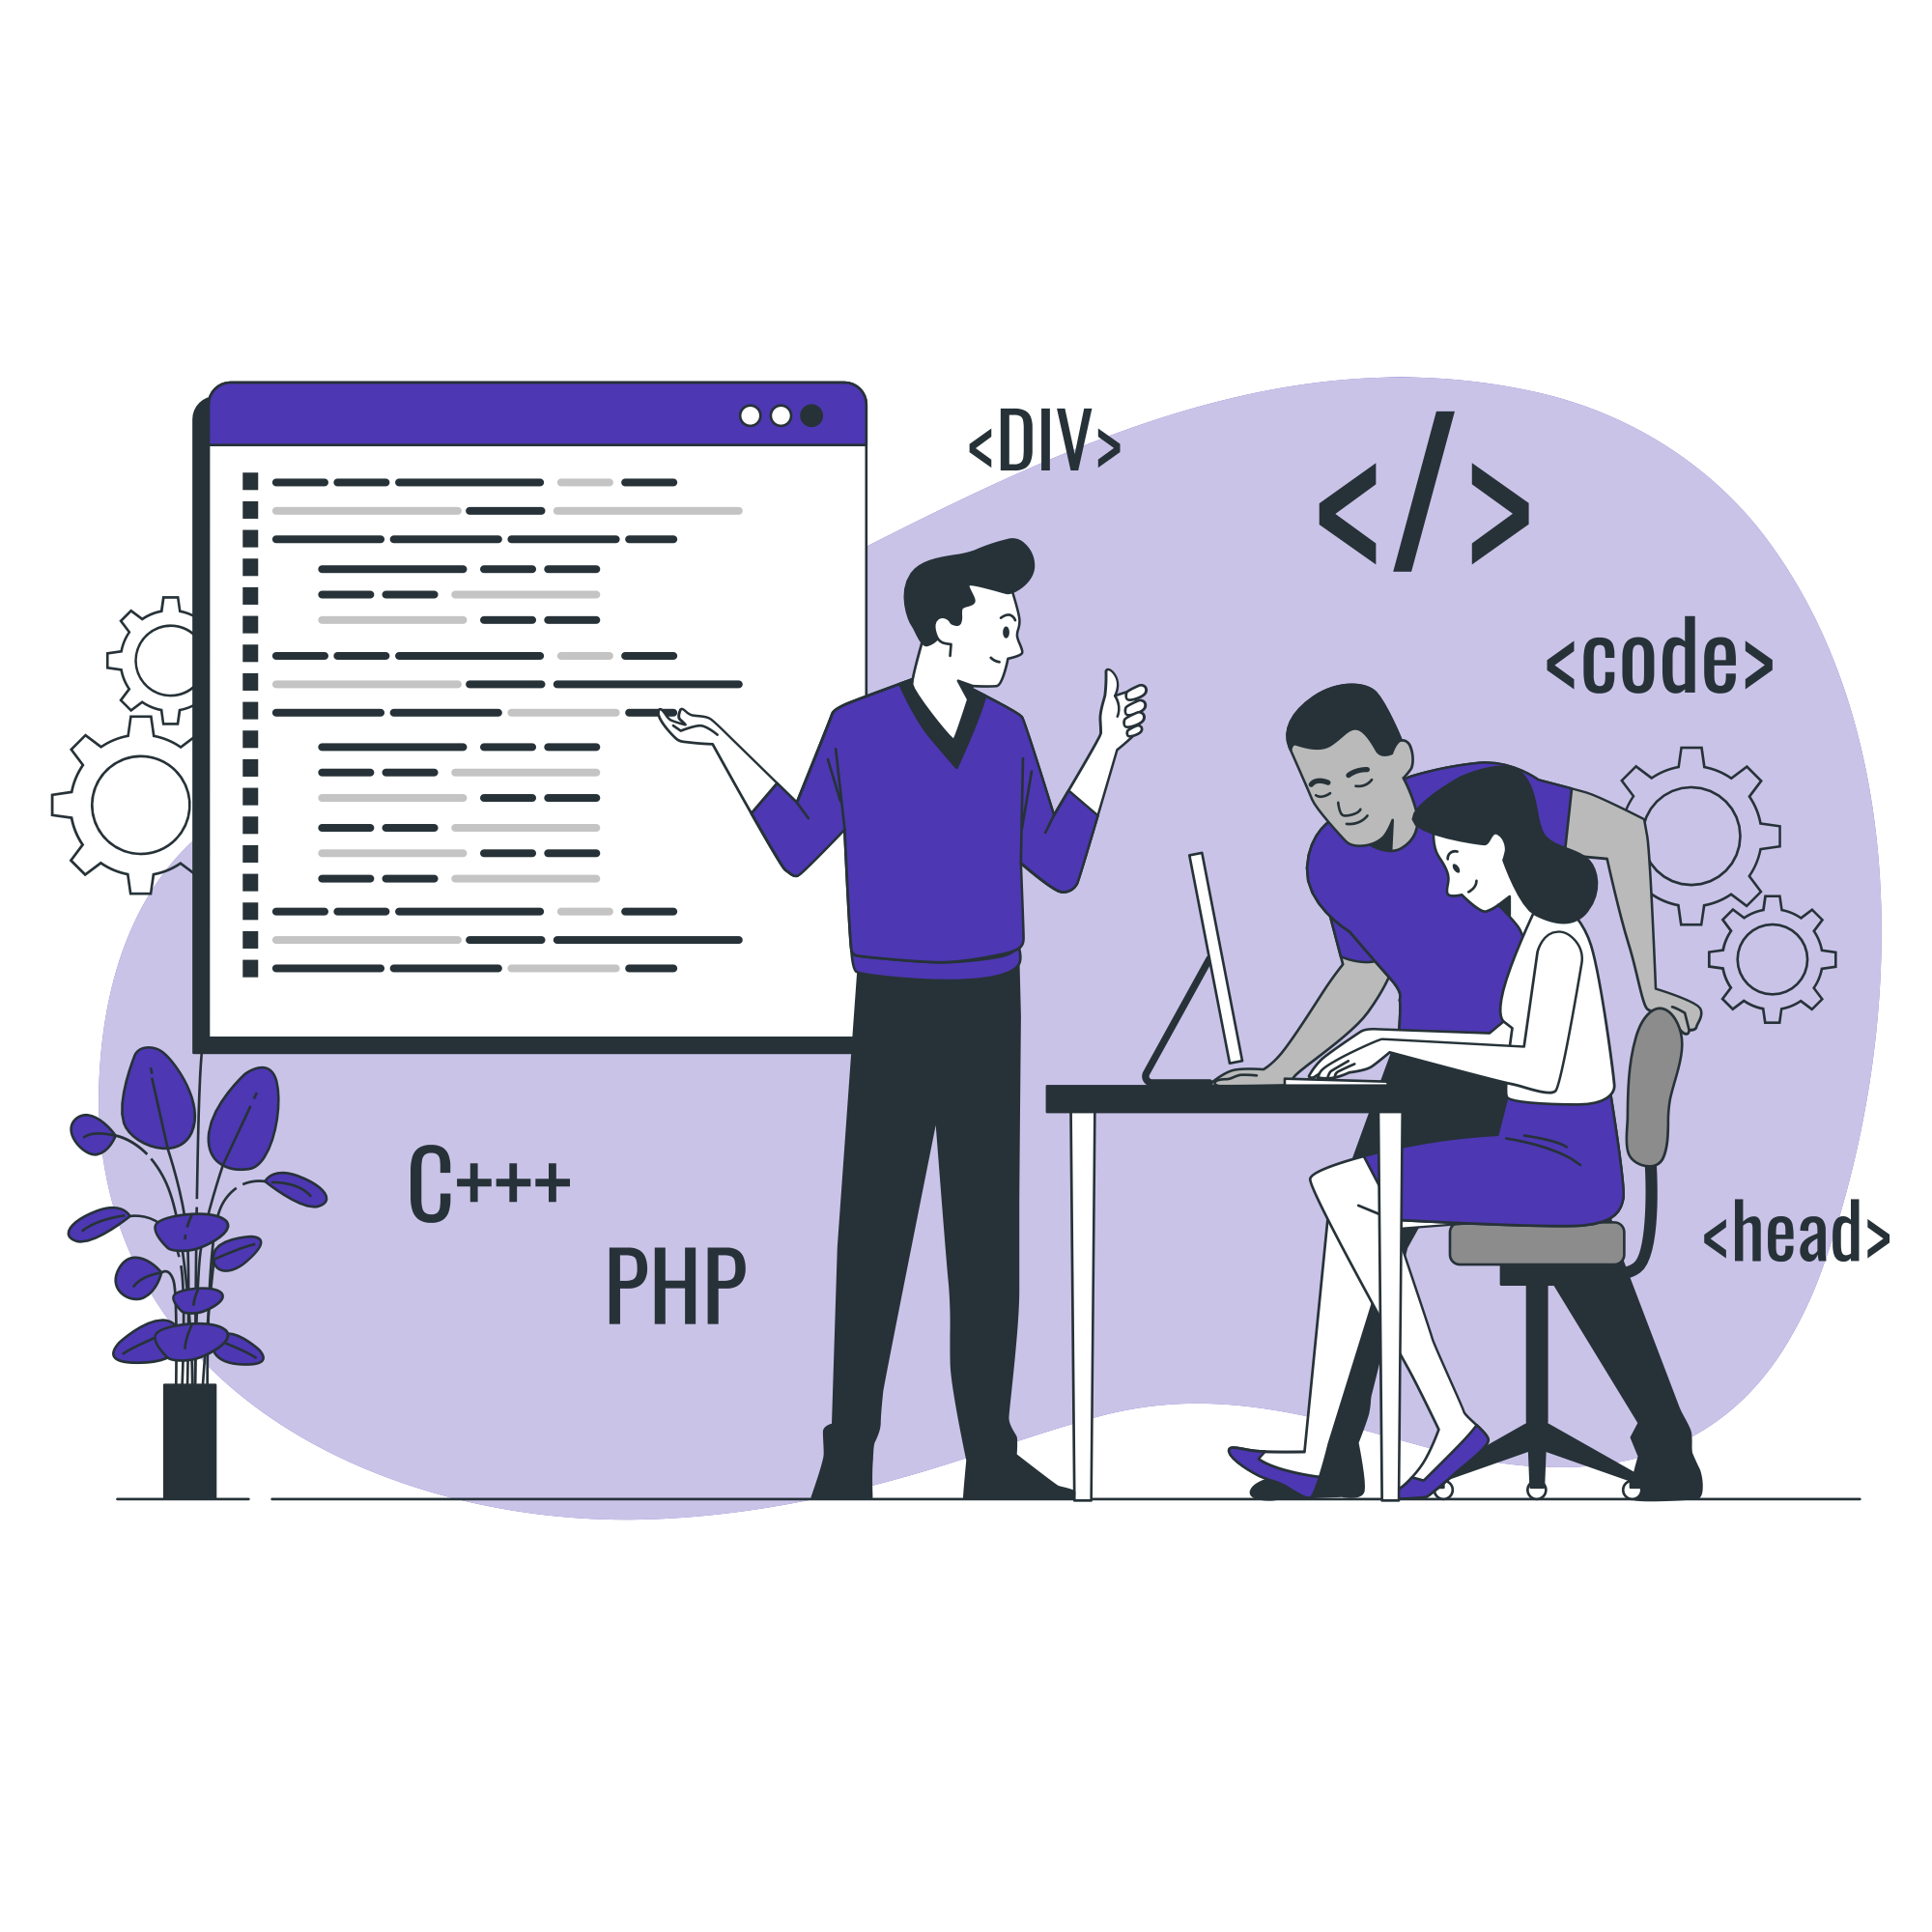 <DIV>
</>
<code>
C+++
PHP
<head>